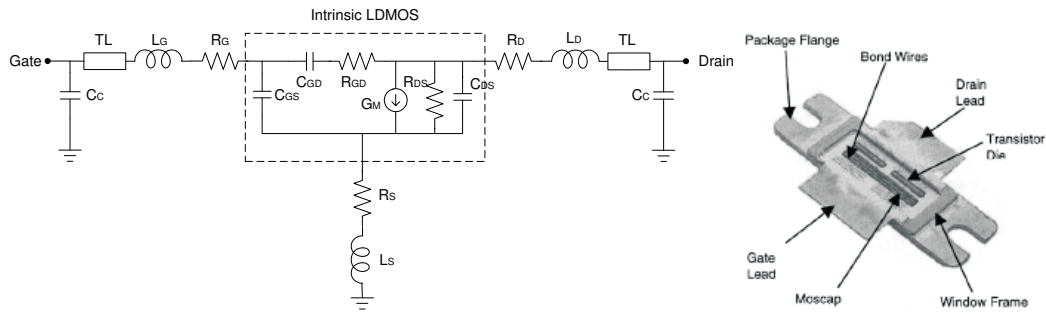 Intrinsic LDMOS
Gate
TL
LG
RG
CC
CGS
CGD
RGD
GM
RDS
CDS
RD
LD
TL
Drain
CC
RS
LS
Package Flange
Bond Wires
Drain
Lead
Transistor
Die
Gate
Lead
Moscap
Window Frame